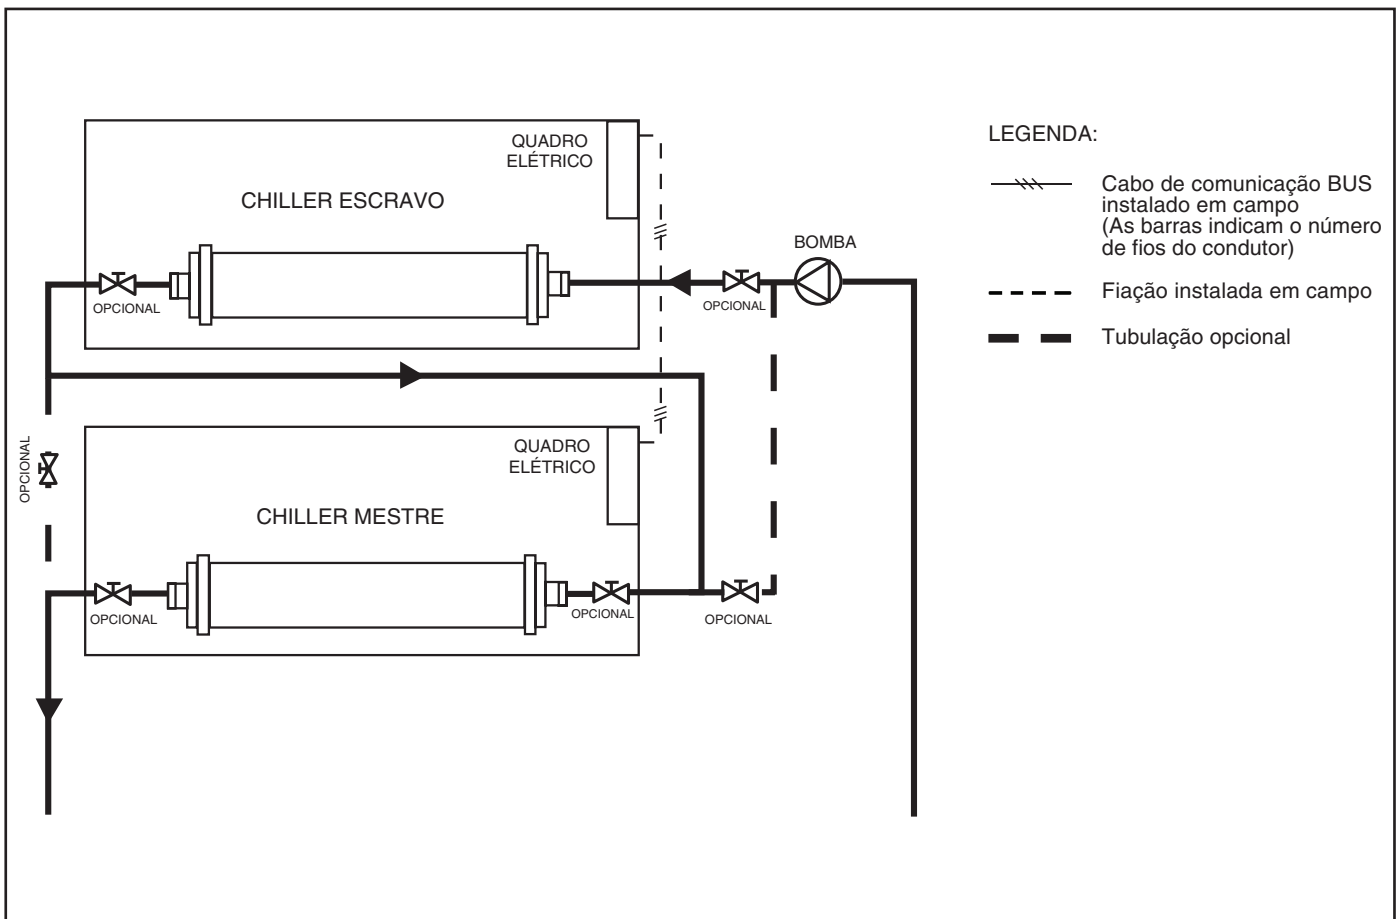 QUADRO
ELÉTRICO
CHILLER ESCRAVO
OPCIONAL
BOMBA
OPCIONAL
OPCIONAL
QUADRO
ELÉTRICO
CHILLER MESTRE
OPCIONAL
OPCIONAL
OPCIONAL
LEGENDA:
Cabo de comunicação BUS
instalado em campo
(As barras indicam o número
de fios do condutor)
Fiação instalada em campo
Tubulação opcional